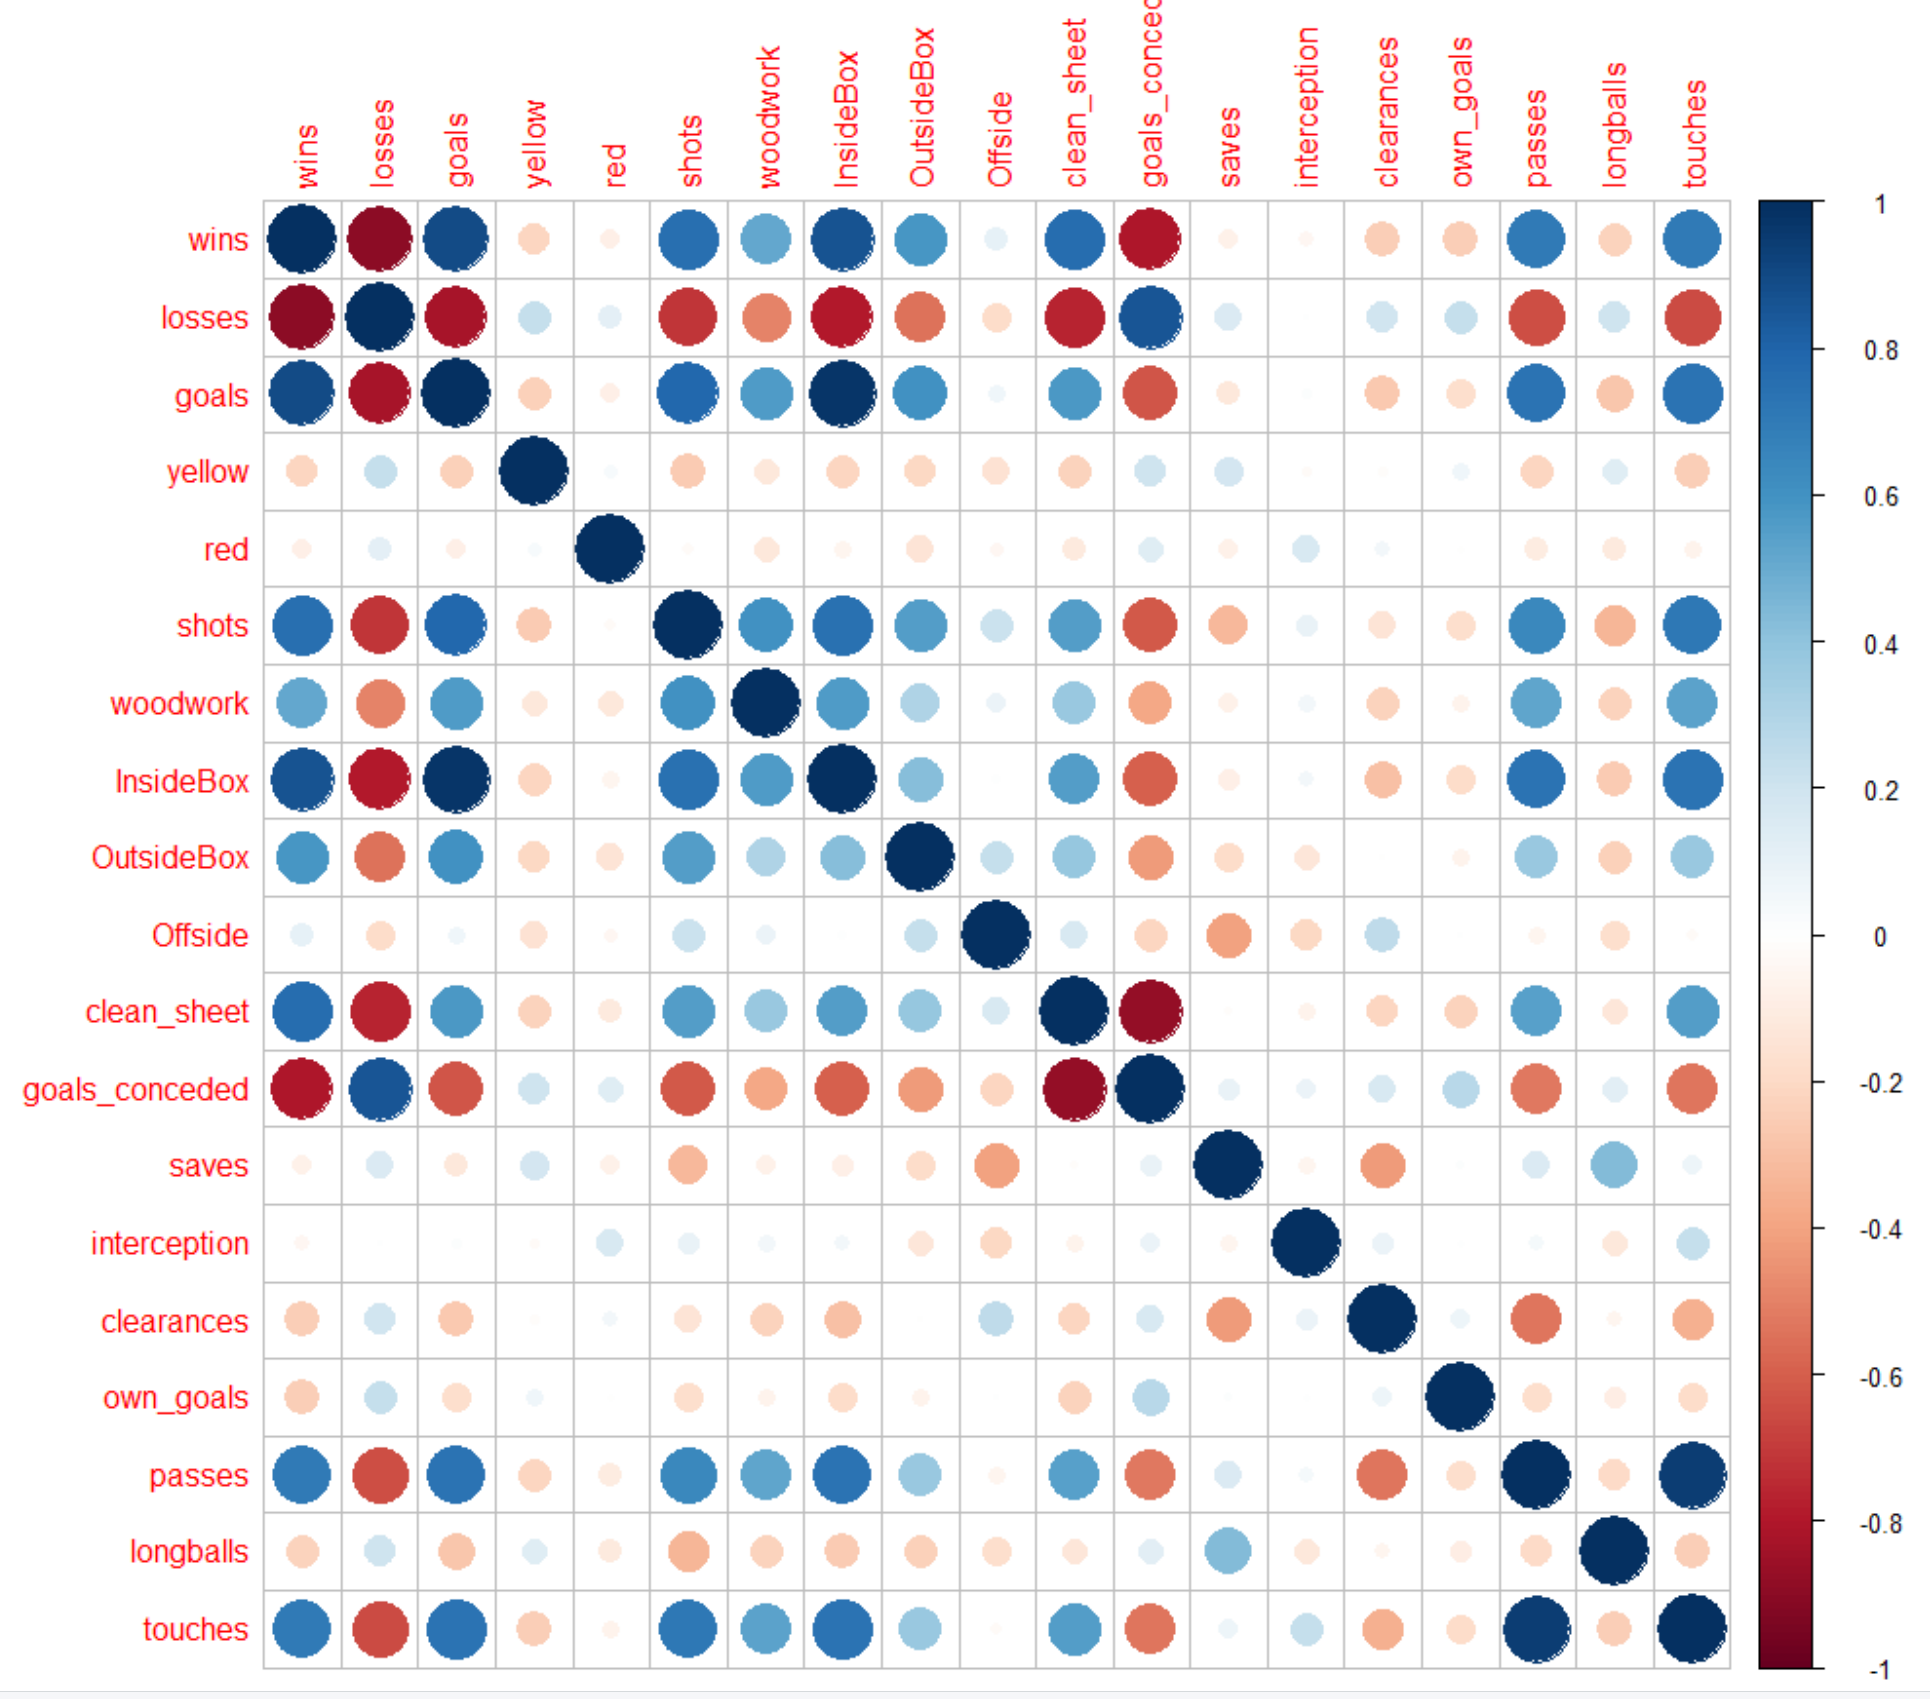 wins
losses
goals
yellow
red
shots
woodwork
InsideBox
OutsideBox
Offside
clean_sheet
goals_conced
saves
interception
clearances
own_goals
passes
longballs
touches
wins
losses
goals
yellow
red
shots
woodwork
InsideBox
OutsideBox
Offside
clean_sheet
goals_conceded
saves
interception
clearances
own_goals
passes
longballs
touches
1
0.8
0.6
0.4
0.2
0
-0.2
-0.4
-0.6
-0.8
-1